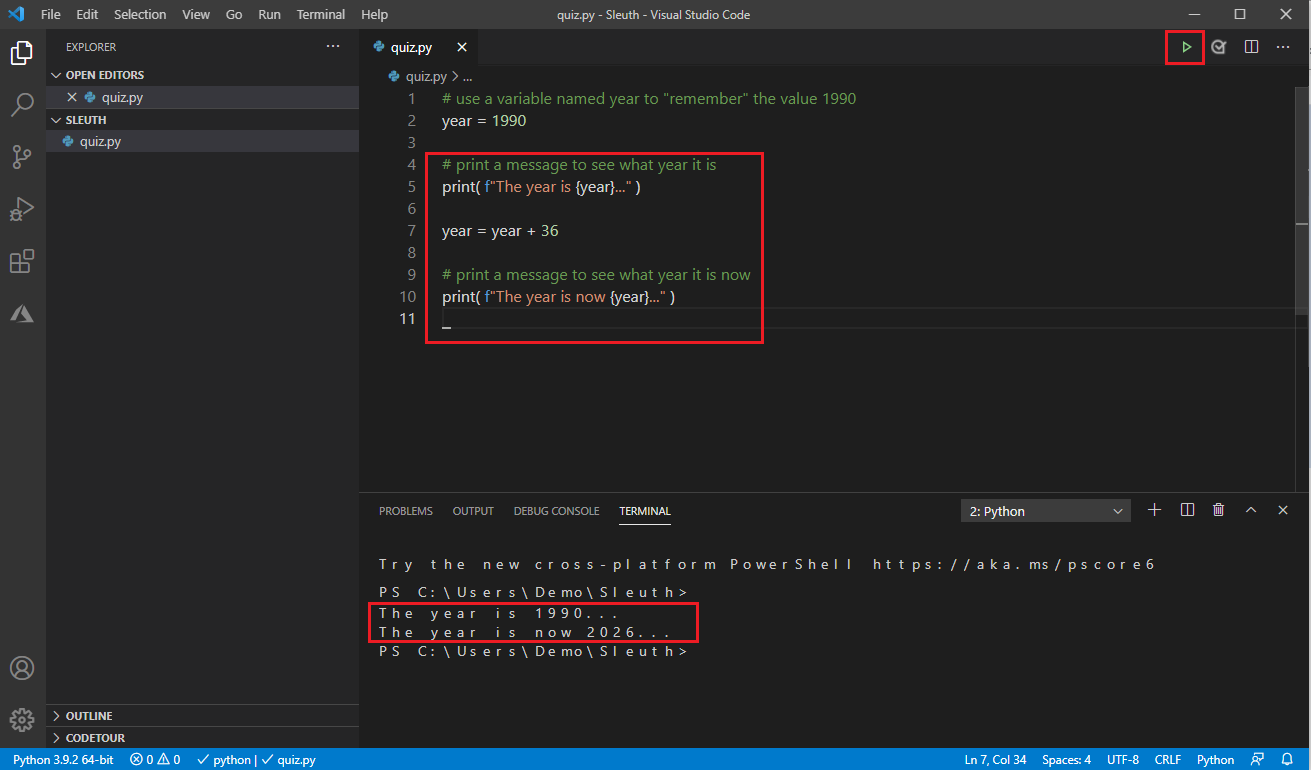 File Edit Selection View Go Run Terminal Help quiz.py - Sleuth - Visual Studio Code
EXPLORER
OPEN EDITORS
quiz.py
SLEUTH
quiz.py
OUTLINE
CODETOUR
quiz.py
quiz.py > ...
1 # use a variable named year to "remember" the value 1990
2 year = 1990
3
4 # print a message to see what year it is
5 print( f"The year is {year}..." )
6
7 year = year + 36
8
9 # print a message to see what year it is now
10 print( f"The year is now {year}..." )
11
PROBLEMS OUTPUT DEBUG CONSOLE TERMINAL 2: Python
Try the new cross-platform PowerShell https://aka.ms/pscore6
PS C:\Users\Demo\Sleuth>
The year is 1990...
The year is now 2026...
PS C:\Users\Demo\Sleuth>
Python 3.9.2 64-bit 0 0 python | quiz.py Ln 7, Col 34 Spaces: 4 UTF-8 CRLF Python